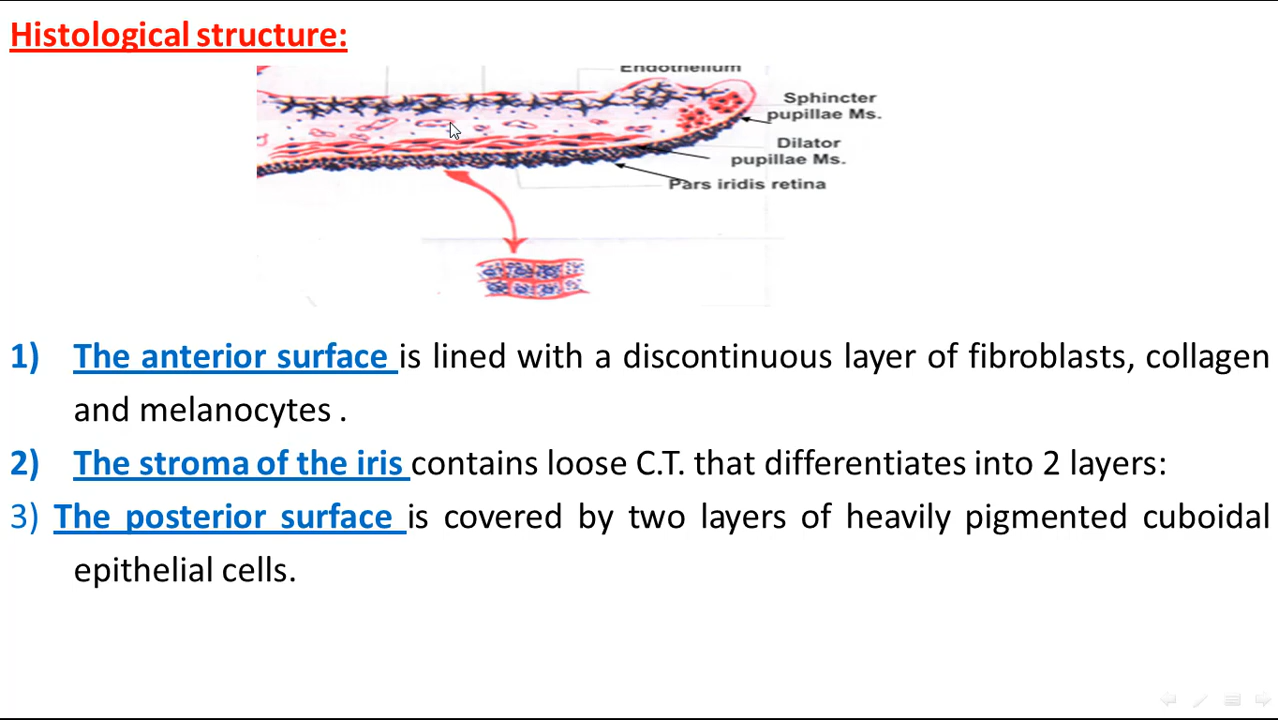 Histological structure:
Endothelium
Sphincter
pupillae Ms.
Dilator
pupillae Ms.
Pars iridis retina
1) The anterior surface is lined with a discontinuous layer of fibroblasts, collagen
and melanocytes .
2) The stroma of the iris contains loose C.T. that differentiates into 2 layers:
3) The posterior surface is covered by two layers of heavily pigmented cuboidal
epithelial cells.